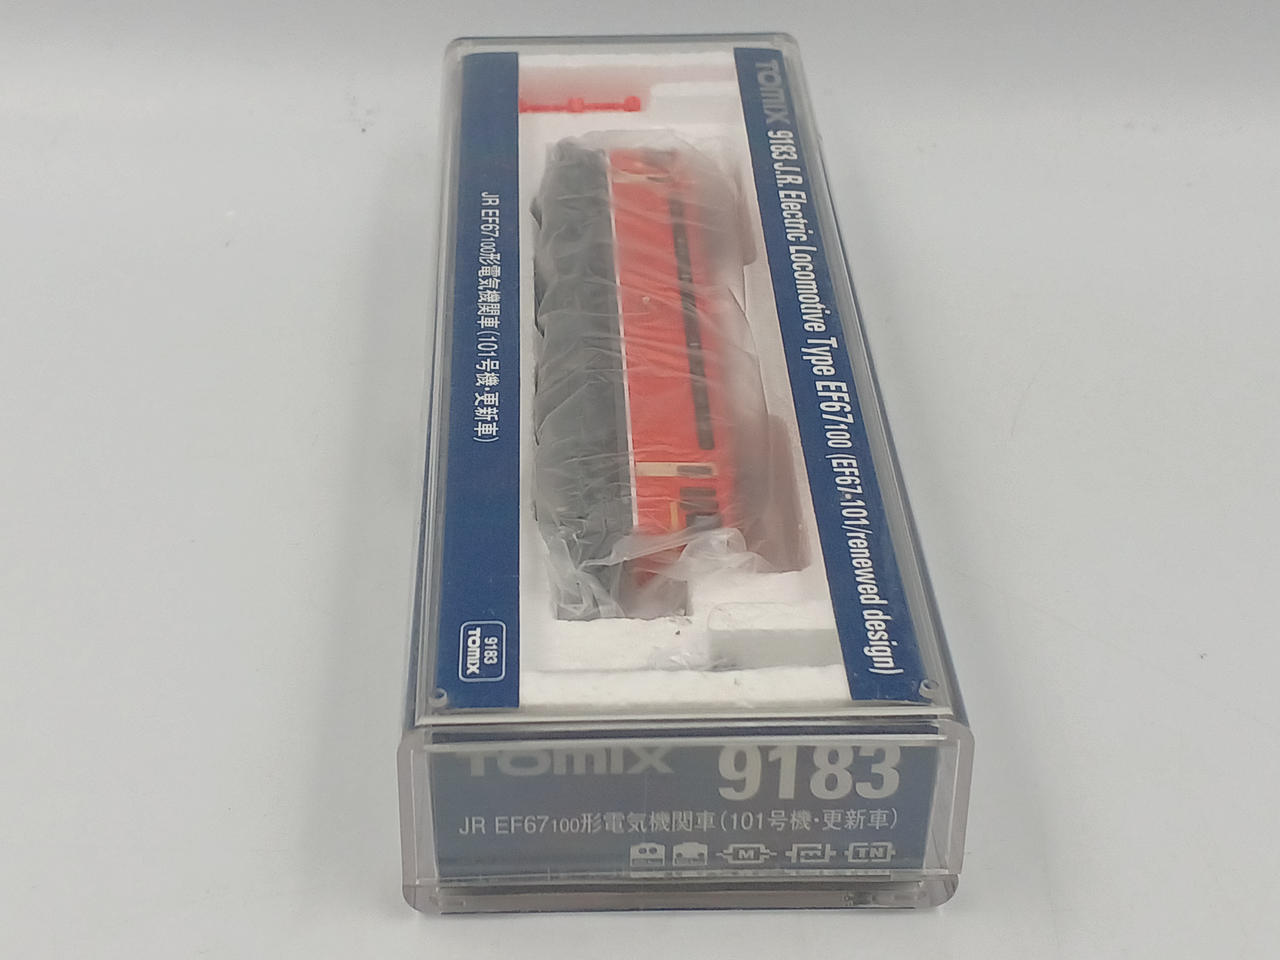 TOMIX 9183 J.R. Electric Locomotive Type EF67100 (EF67-101/renewed design)
JR EF67100形電気機関車(101号機・更新車)
9183
TOMIX
TOMIX 9183
JR EF67100形電気機関車(101号機・更新車)
M E TN